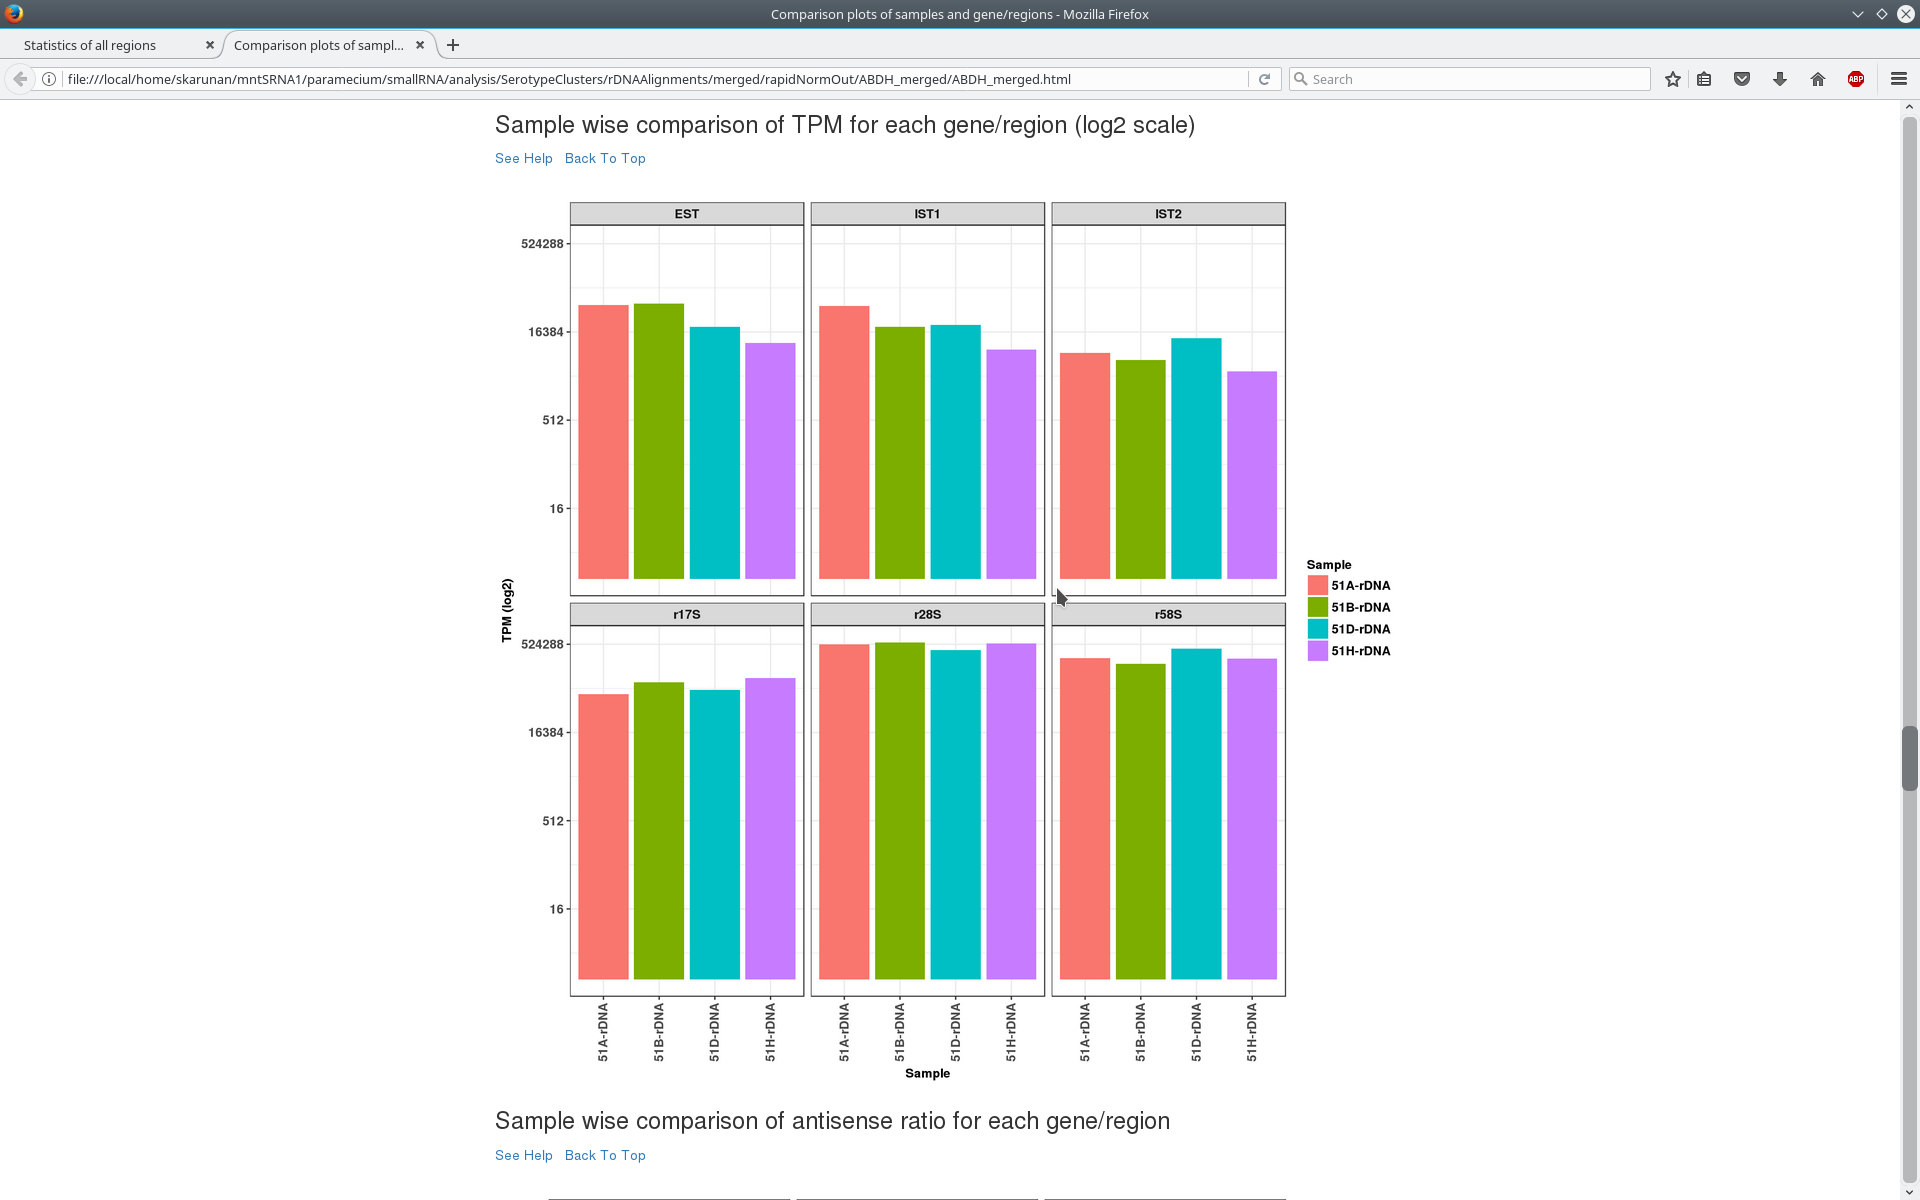 Comparison plots of samples and gene/regions - Mozilla Firefox
Statistics of all regions
Comparison plots of sampl...
file:///local/home/skarunan/mntSRNA1/paramecium/smallRNA/analysis/SerotypeClusters/rDNAAlignments/merged/rapidNormOut/ABDH_merged/ABDH_merged.html
Search
ABP
Sample wise comparison of TPM for each gene/region (log2 scale)
See Help Back To Top
EST IST1 IST2
524288
16384
512
16
TPM (log2)
r17S r28S r58S
524288
16384
512
16
51A-rDNA 51B-rDNA 51D-rDNA 51H-rDNA 51A-rDNA 51B-rDNA 51D-rDNA 51H-rDNA 51A-rDNA 51B-rDNA 51D-rDNA 51H-rDNA
Sample
Sample
51A-rDNA
51B-rDNA
51D-rDNA
51H-rDNA
Sample wise comparison of antisense ratio for each gene/region
See Help Back To Top